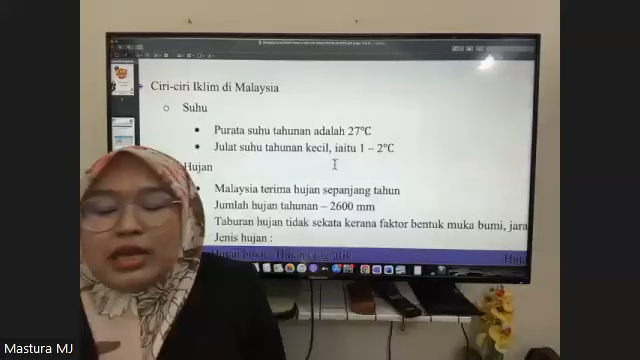 Ciri-ciri Iklim di Malaysia
Suhu
Purata suhu tahunan adalah 27°C
Julat suhu tahunan kecil, iaitu 1 – 2°C
Hujan
Malaysia terima hujan sepanjang tahun
Jumlah hujan tahunan – 2600 mm
Taburan hujan tidak sekata kerana faktor bentuk muka bumi, jara
Jenis hujan :
Mastura MJ